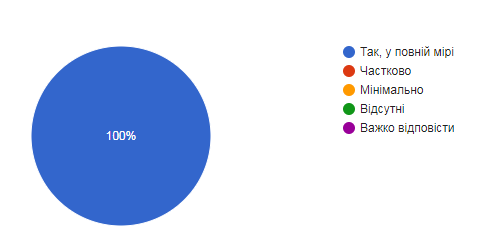 100%
Так, у повній мірі
Частково
Мінімально
Відсутні
Важко відповісти